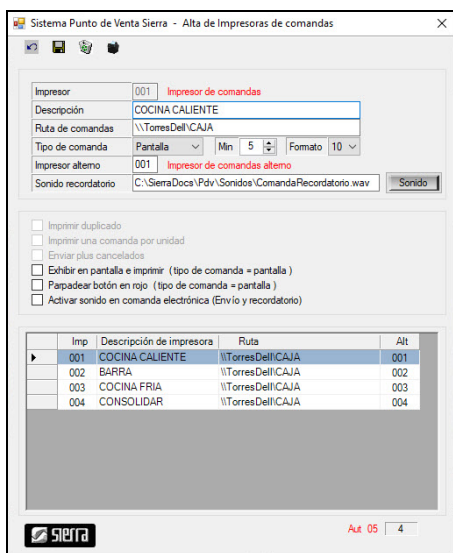 Sistema Punto de Venta Sierra - Alta de Impresoras de comandas
Impresor 001 Impresor de comandas
Descripción COCINA CALIENTE
Ruta de comandas \\TorresDell\CAJA
Tipo de comanda Pantalla Min 5 Formato 10
Impresor alterno 001 Impresor de comandas alterno
Sonido recordatorio C:\SierraDocs\Pdv\Sonidos\ComandaRecordatorio.wav Sonido
Imprimir duplicado
Imprimir una comanda por unidad
Enviar plus cancelados
Exhibir en pantalla e imprimir (tipo de comanda = pantalla )
Parpadear botón en rojo (tipo de comanda = pantalla )
Activar sonido en comanda electrónica (Envío y recordatorio)
Imp Descripción de impresora Ruta Alt
001 COCINA CALIENTE \\TorresDell\CAJA 001
002 BARRA \\TorresDell\CAJA 002
003 COCINA FRIA \\TorresDell\CAJA 003
004 CONSOLIDAR \\TorresDell\CAJA 004
sierra Aut 05 4